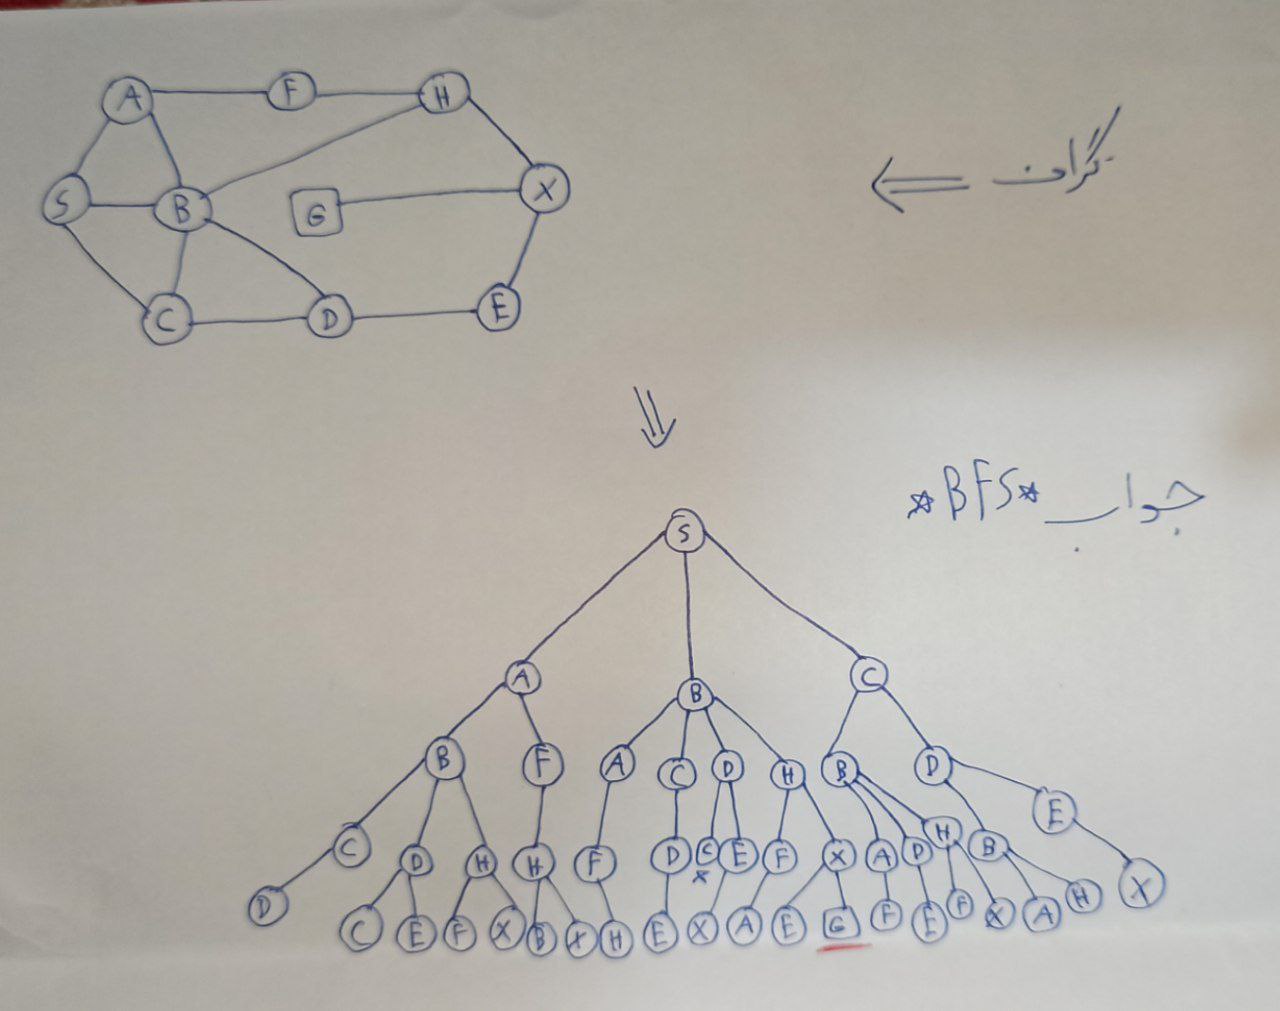 A F H
گراف
S B G X
C D E
جواب *BFS*
S
A B C
B F A C D H B D E
C D H H F D C E F X A D H B X
D C E F X B X H E X A E G F E F X A H